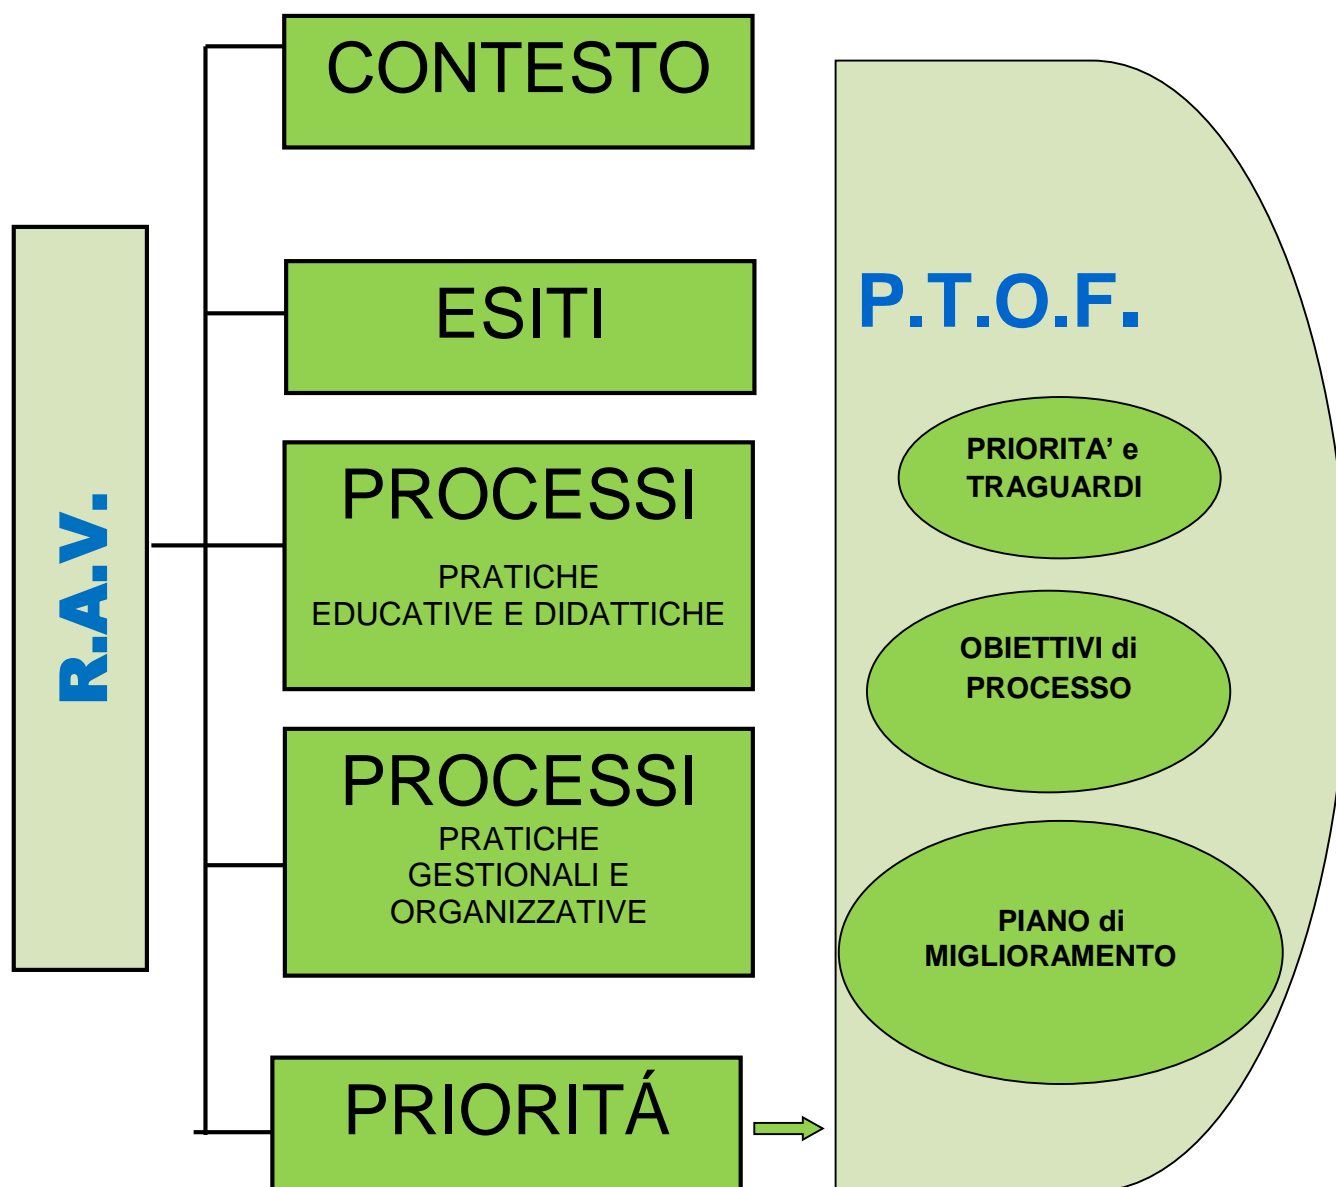 R.A.V.
CONTESTO
ESITI
PROCESSI
PRATICHE
EDUCATIVE E DIDATTICHE
PROCESSI
PRATICHE
GESTIONALI E
ORGANIZZATIVE
PRIORITÁ
P.T.O.F.
PRIORITA’ e
TRAGUARDI
OBIETTIVI di
PROCESSO
PIANO di
MIGLIORAMENTO